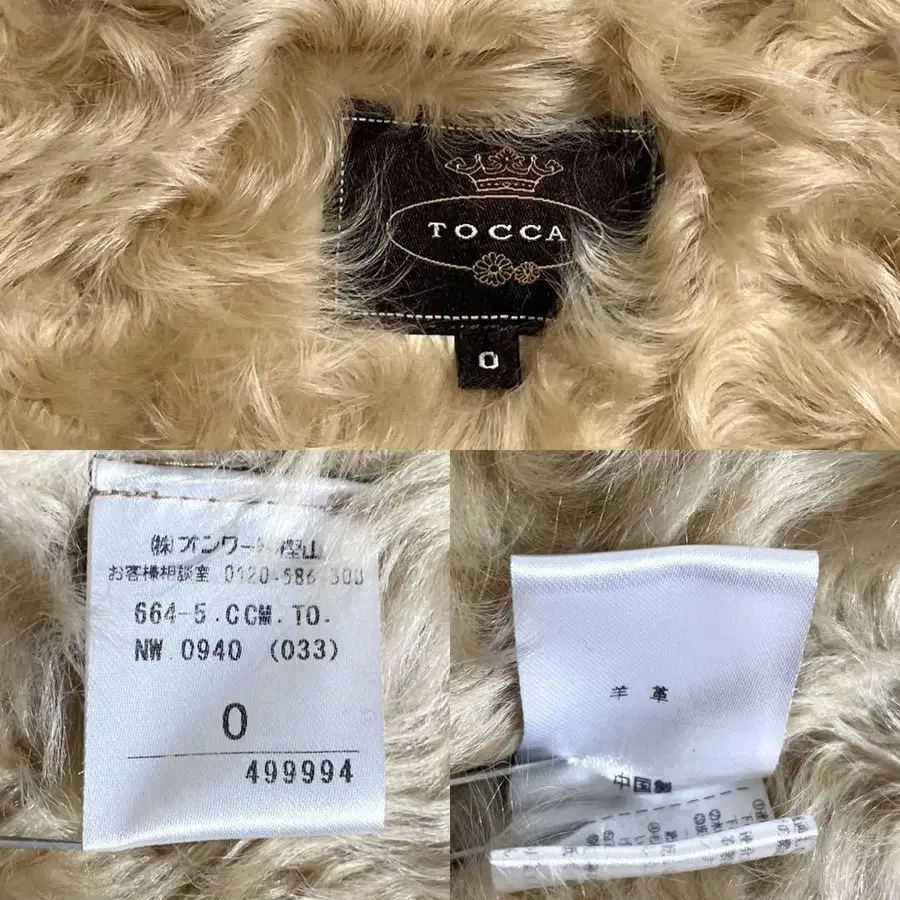 TOCCA
0
㈱オンワード樫山
お客様相談室 0120-586-300
664-5.CCM.TO.
NW 0940 (033)
0
499994
羊革
中国製